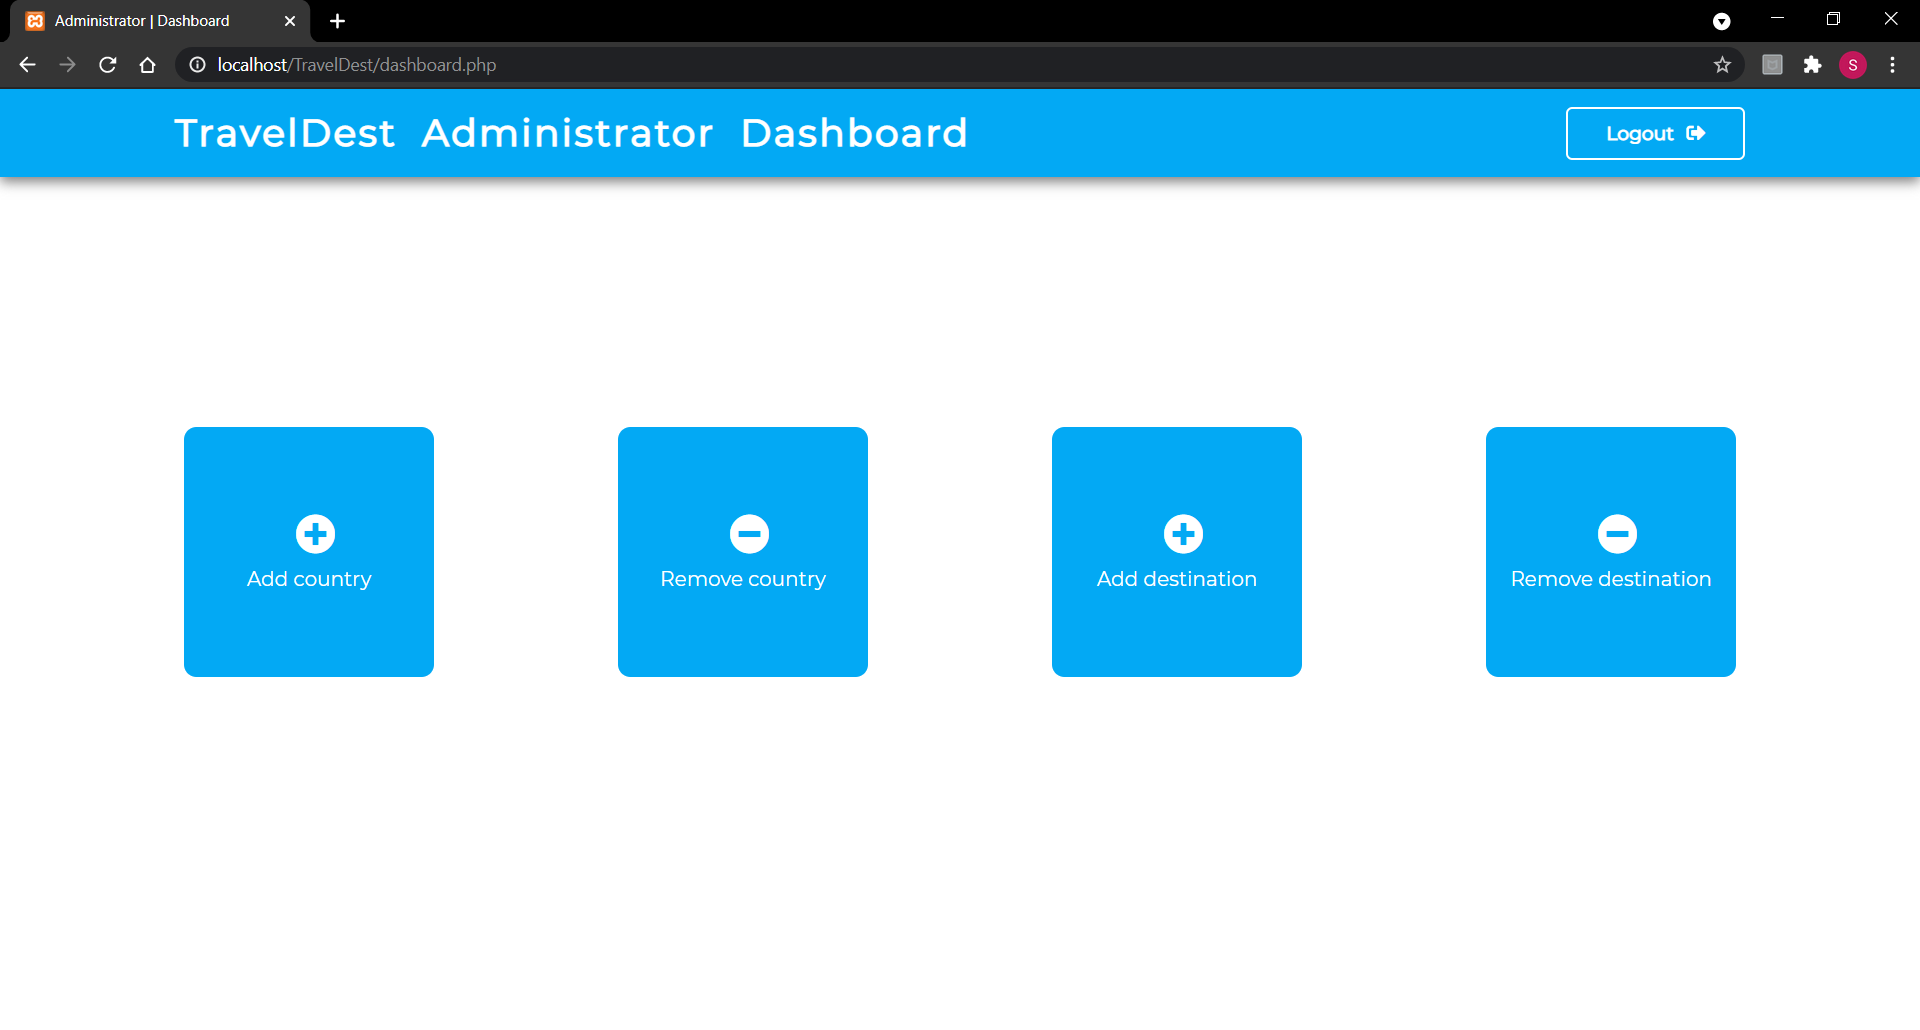 Administrator | Dashboard
localhost/TravelDest/dashboard.php
S
TravelDest Administrator Dashboard
Logout
Add country
Remove country
Add destination
Remove destination